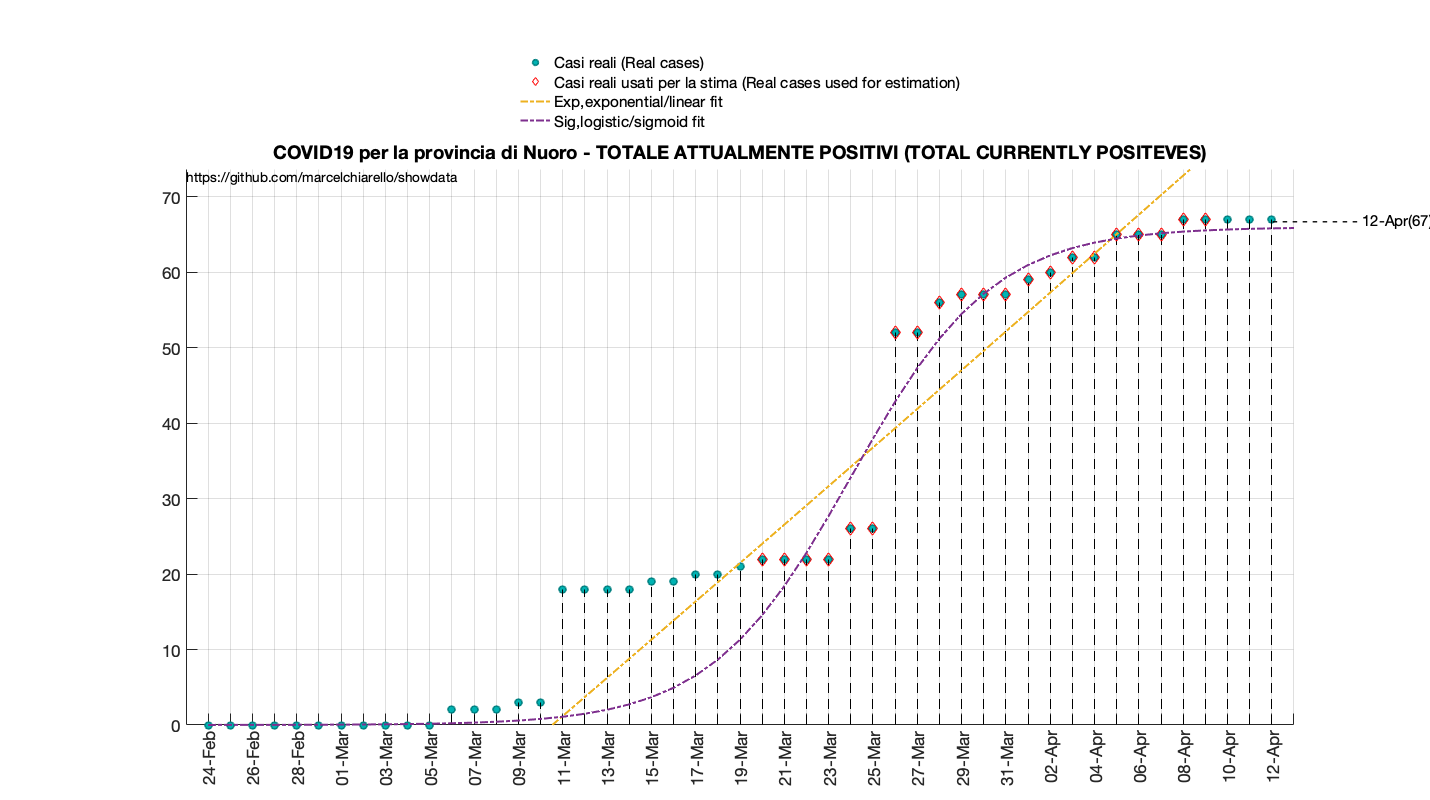 Casi reali (Real cases)
Casi reali usati per la stima (Real cases used for estimation)
Exp,exponential/linear fit
Sig,logistic/sigmoid fit
COVID19 per la provincia di Nuoro - TOTALE ATTUALMENTE POSITIVI (TOTAL CURRENTLY POSITEVES)
https://github.com/marcelchiarello/showdata
70
60
50
40
30
20
10
0
12-Apr(67)
24-Feb
26-Feb
28-Feb
01-Mar
03-Mar
05-Mar
07-Mar
09-Mar
11-Mar
13-Mar
15-Mar
17-Mar
19-Mar
21-Mar
23-Mar
25-Mar
27-Mar
29-Mar
31-Mar
02-Apr
04-Apr
06-Apr
08-Apr
10-Apr
12-Apr